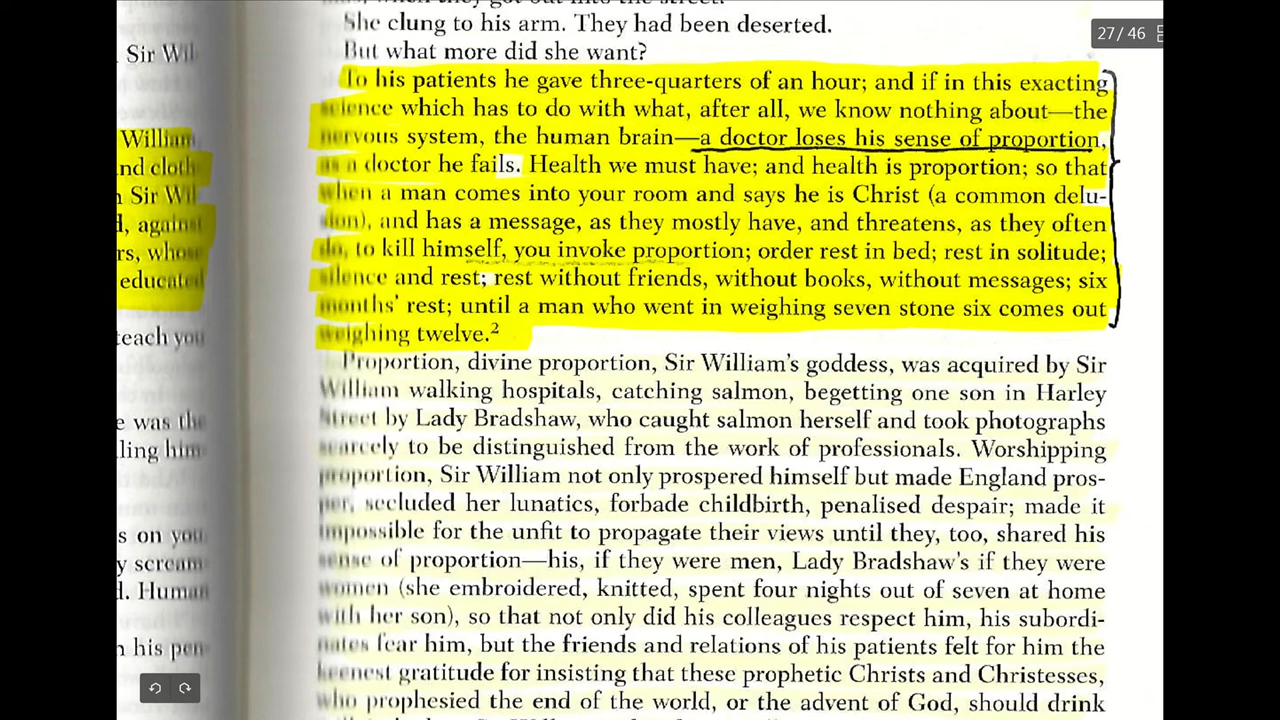 She clung to his arm. They had been deserted.
But what more did she want?
To his patients he gave three-quarters of an hour; and if in this exacting
science which has to do with what, after all, we know nothing about—the
nervous system, the human brain—a doctor loses his sense of proportion,
as a doctor he fails. Health we must have; and health is proportion; so that
when a man comes into your room and says he is Christ (a common delu-
sion), and has a message, as they mostly have, and threatens, as they often
do, to kill himself, you invoke proportion; order rest in bed; rest in solitude;
silence and rest; rest without friends, without books, without messages; six
months' rest; until a man who went in weighing seven stone six comes out
weighing twelve.²
Proportion, divine proportion, Sir William's goddess, was acquired by Sir
William walking hospitals, catching salmon, begetting one son in Harley
Street by Lady Bradshaw, who caught salmon herself and took photographs
scarcely to be distinguished from the work of professionals. Worshipping
proportion, Sir William not only prospered himself but made England pros-
per, secluded her lunatics, forbade childbirth, penalised despair; made it
impossible for the unfit to propagate their views until they, too, shared his
sense of proportion—his, if they were men, Lady Bradshaw's if they were
women (she embroidered, knitted, spent four nights out of seven at home
with her son), so that not only did his colleagues respect him, his subordi-
nates fear him, but the friends and relations of his patients felt for him the
keenest gratitude for insisting that these prophetic Christs and Christesses,
who prophesied the end of the world, or the advent of God, should drink
27/46
. Sir Wil-
William
nd cloth
Sir Wil-
d, against
rs, whose
educated
teach you
e was the
ling him
s on you
y scream
d. Human
his pen